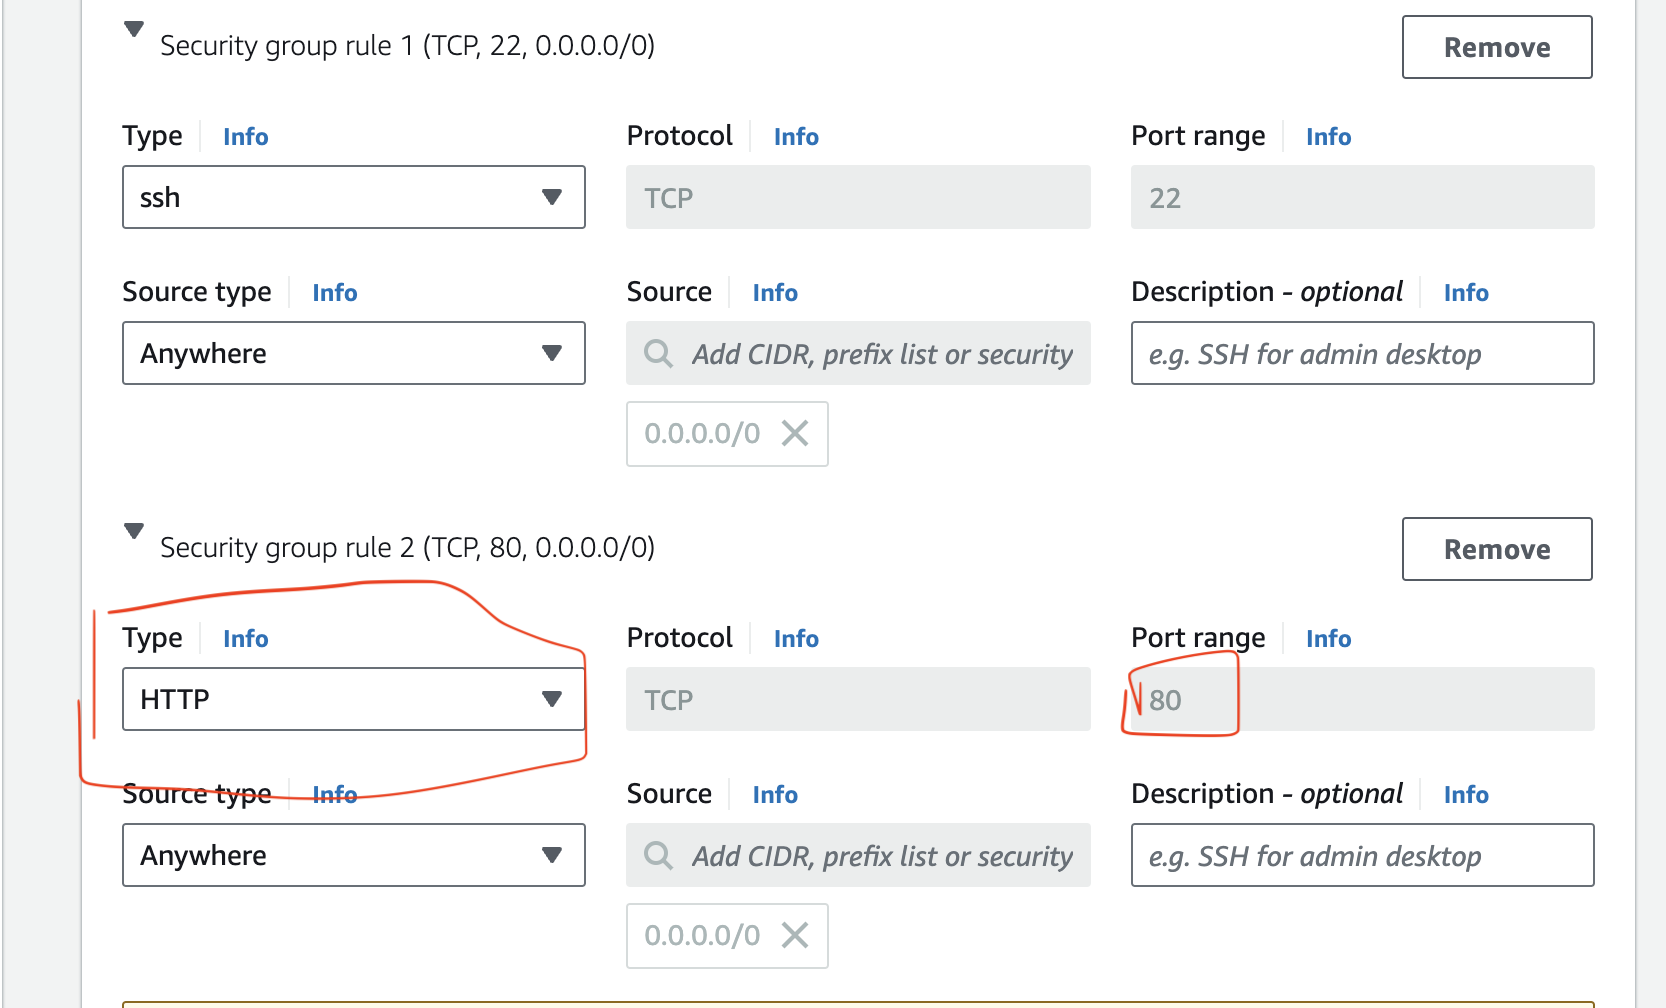 Security group rule 1 (TCP, 22, 0.0.0.0/0)
Remove
Type Info
Protocol Info
Port range Info
ssh
TCP
22
Source type Info
Source Info
Description - optional Info
Anywhere
Add CIDR, prefix list or security
e.g. SSH for admin desktop
0.0.0.0/0
Security group rule 2 (TCP, 80, 0.0.0.0/0)
Remove
Type Info
Protocol Info
Port range Info
HTTP
TCP
80
Source type Info
Source Info
Description - optional Info
Anywhere
Add CIDR, prefix list or security
e.g. SSH for admin desktop
0.0.0.0/0